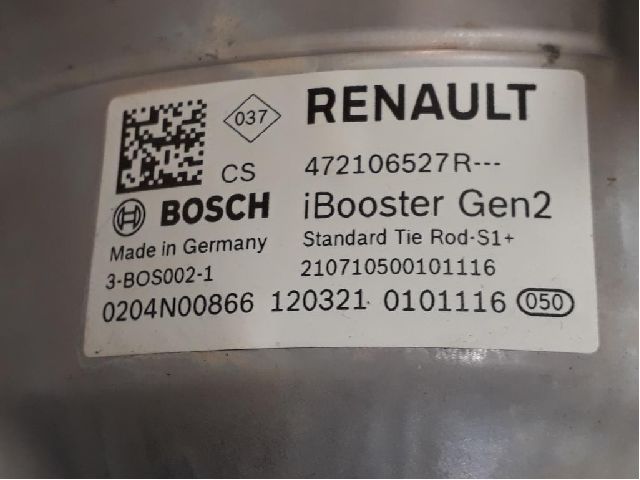 037 RENAULT
CS 472106527R---
BOSCH iBooster Gen2
Made in Germany Standard Tie Rod-S1+
3-BOS002-1 210710500101116
0204N00866 120321 0101116 050